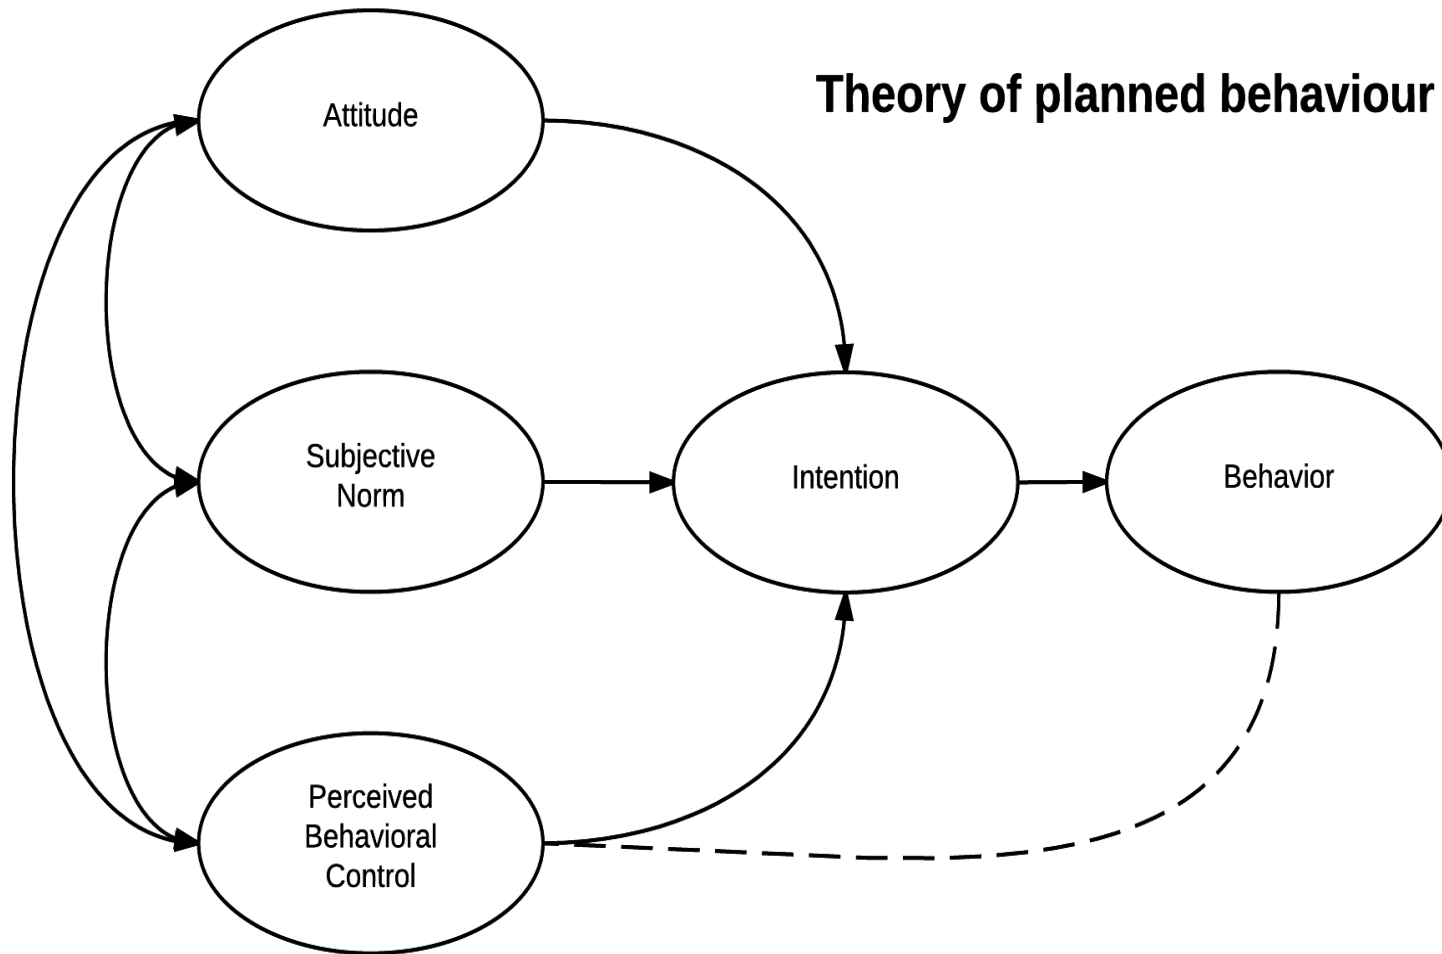 Theory of planned behaviour
Attitude
Subjective
Norm
Intention
Behavior
Perceived
Behavioral
Control